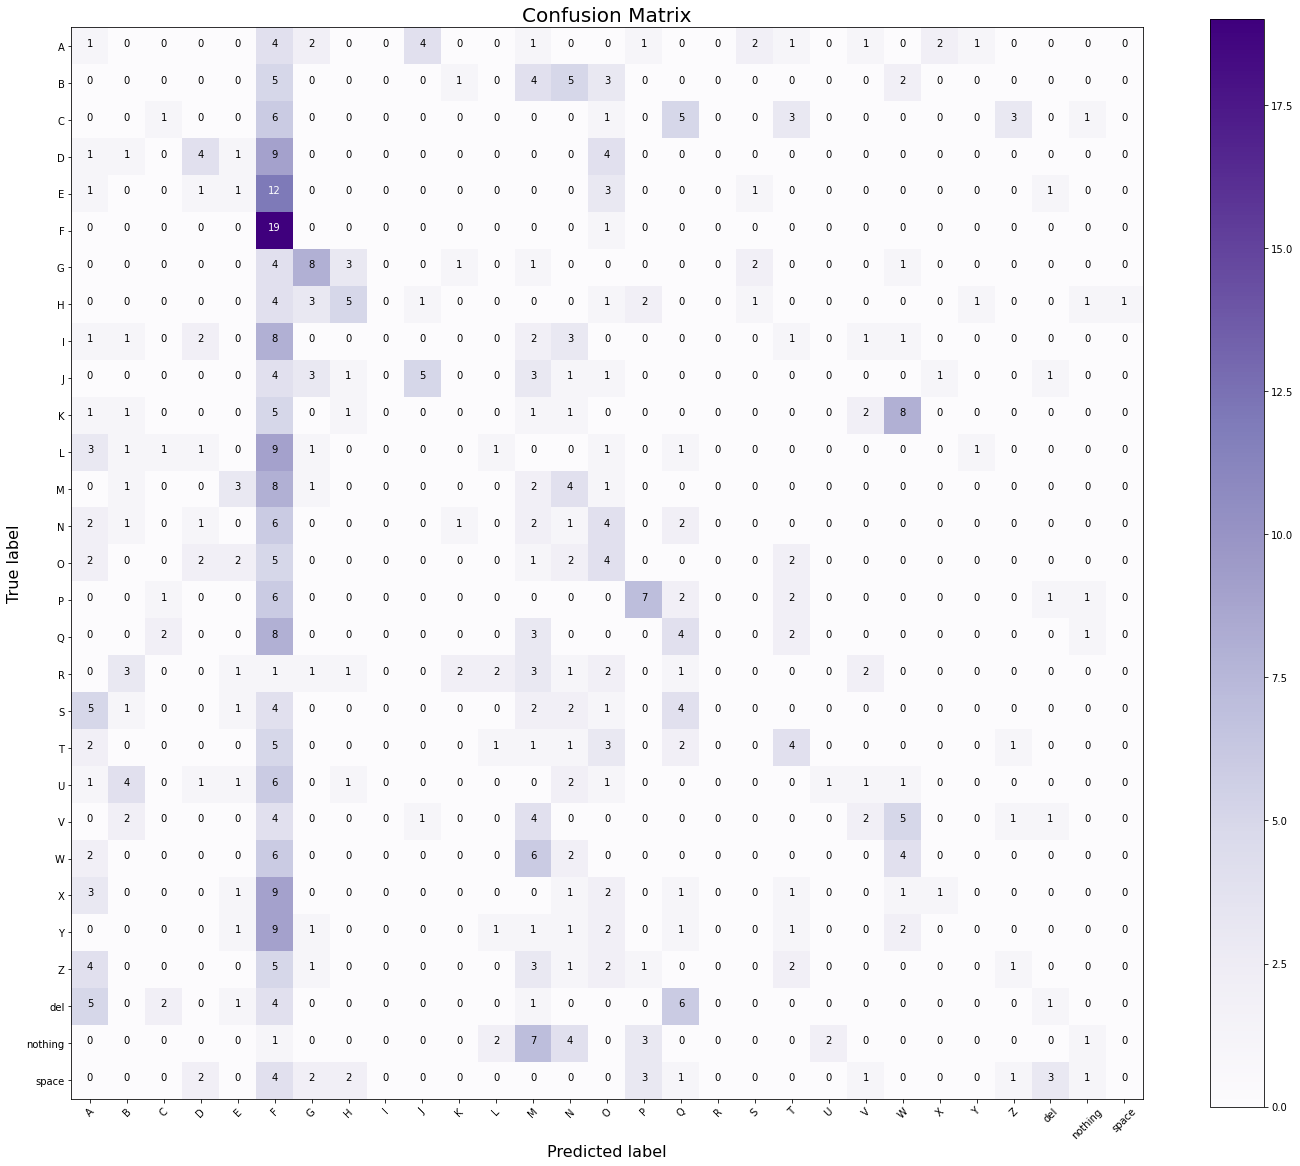 Confusion Matrix
A 1 0 0 0 0 4 2 0 0 4 0 0 1 0 0 1 0 0 2 1 0 1 0 2 1 0 0 0 0
B 0 0 0 0 0 5 0 0 0 0 1 0 4 5 3 0 0 0 0 0 0 0 2 0 0 0 0 0 0
C 0 0 1 0 0 6 0 0 0 0 0 0 0 0 1 0 5 0 0 3 0 0 0 0 0 3 0 1 0
D 1 1 0 4 1 9 0 0 0 0 0 0 0 0 4 0 0 0 0 0 0 0 0 0 0 0 0 0 0
E 1 0 0 1 1 12 0 0 0 0 0 0 0 0 3 0 0 0 1 0 0 0 0 0 0 0 1 0 0
F 0 0 0 0 0 19 0 0 0 0 0 0 0 0 1 0 0 0 0 0 0 0 0 0 0 0 0 0 0
G 0 0 0 0 0 4 8 3 0 0 1 0 1 0 0 0 0 0 2 0 0 0 1 0 0 0 0 0 0
H 0 0 0 0 0 4 3 5 0 1 0 0 0 0 1 2 0 0 1 0 0 0 0 0 1 0 0 1 1
I 1 1 0 2 0 8 0 0 0 0 0 0 2 3 0 0 0 0 0 1 0 1 1 0 0 0 0 0 0
J 0 0 0 0 0 4 3 1 0 5 0 0 3 1 1 0 0 0 0 0 0 0 0 1 0 0 1 0 0
K 1 1 0 0 0 5 0 1 0 0 0 0 1 1 0 0 0 0 0 0 0 2 8 0 0 0 0 0 0
L 3 1 1 1 0 9 1 0 0 0 0 1 0 0 1 0 1 0 0 0 0 0 0 0 1 0 0 0 0
M 0 1 0 0 3 8 1 0 0 0 0 0 2 4 1 0 0 0 0 0 0 0 0 0 0 0 0 0 0
N 2 1 0 1 0 6 0 0 0 0 1 0 2 1 4 0 2 0 0 0 0 0 0 0 0 0 0 0 0
O 2 0 0 2 2 5 0 0 0 0 0 0 1 2 4 0 0 0 0 2 0 0 0 0 0 0 0 0 0
P 0 0 1 0 0 6 0 0 0 0 0 0 0 0 0 7 2 0 0 2 0 0 0 0 0 0 1 1 0
Q 0 0 2 0 0 8 0 0 0 0 0 0 3 0 0 0 4 0 0 2 0 0 0 0 0 0 0 1 0
R 0 3 0 0 1 1 1 1 0 0 2 2 3 1 2 0 1 0 0 0 0 2 0 0 0 0 0 0 0
S 5 1 0 0 1 4 0 0 0 0 0 0 2 2 1 0 4 0 0 0 0 0 0 0 0 0 0 0 0
T 2 0 0 0 0 5 0 0 0 0 0 1 1 1 3 0 2 0 0 4 0 0 0 0 0 1 0 0 0
U 1 4 0 1 1 6 0 1 0 0 0 0 0 2 1 0 0 0 0 0 1 1 1 0 0 0 0 0 0
V 0 2 0 0 0 4 0 0 0 1 0 0 4 0 0 0 0 0 0 0 0 2 5 0 0 1 1 0 0
W 2 0 0 0 0 6 0 0 0 0 0 0 6 2 0 0 0 0 0 0 0 0 4 0 0 0 0 0 0
X 3 0 0 0 1 9 0 0 0 0 0 0 0 1 2 0 1 0 0 1 0 0 1 1 0 0 0 0 0
Y 0 0 0 0 1 9 1 0 0 0 0 1 1 1 2 0 1 0 0 1 0 0 2 0 0 0 0 0 0
Z 4 0 0 0 0 5 1 0 0 0 0 0 3 1 2 1 0 0 0 2 0 0 0 0 0 1 0 0 0
del 5 0 2 0 1 4 0 0 0 0 0 0 1 0 0 0 6 0 0 0 0 0 0 0 0 0 1 0 0
nothing 0 0 0 0 0 1 0 0 0 0 0 2 7 4 0 3 0 0 0 0 2 0 0 0 0 0 0 1 0
space 0 0 0 2 0 4 2 2 0 0 0 0 0 0 0 3 1 0 0 0 0 1 0 0 0 1 3 1 0
A B C D E F G H I J K L M N O P Q R S T U V W X Y Z del nothing space
True label
Predicted label
17.5
15.0
12.5
10.0
7.5
5.0
2.5
0.0